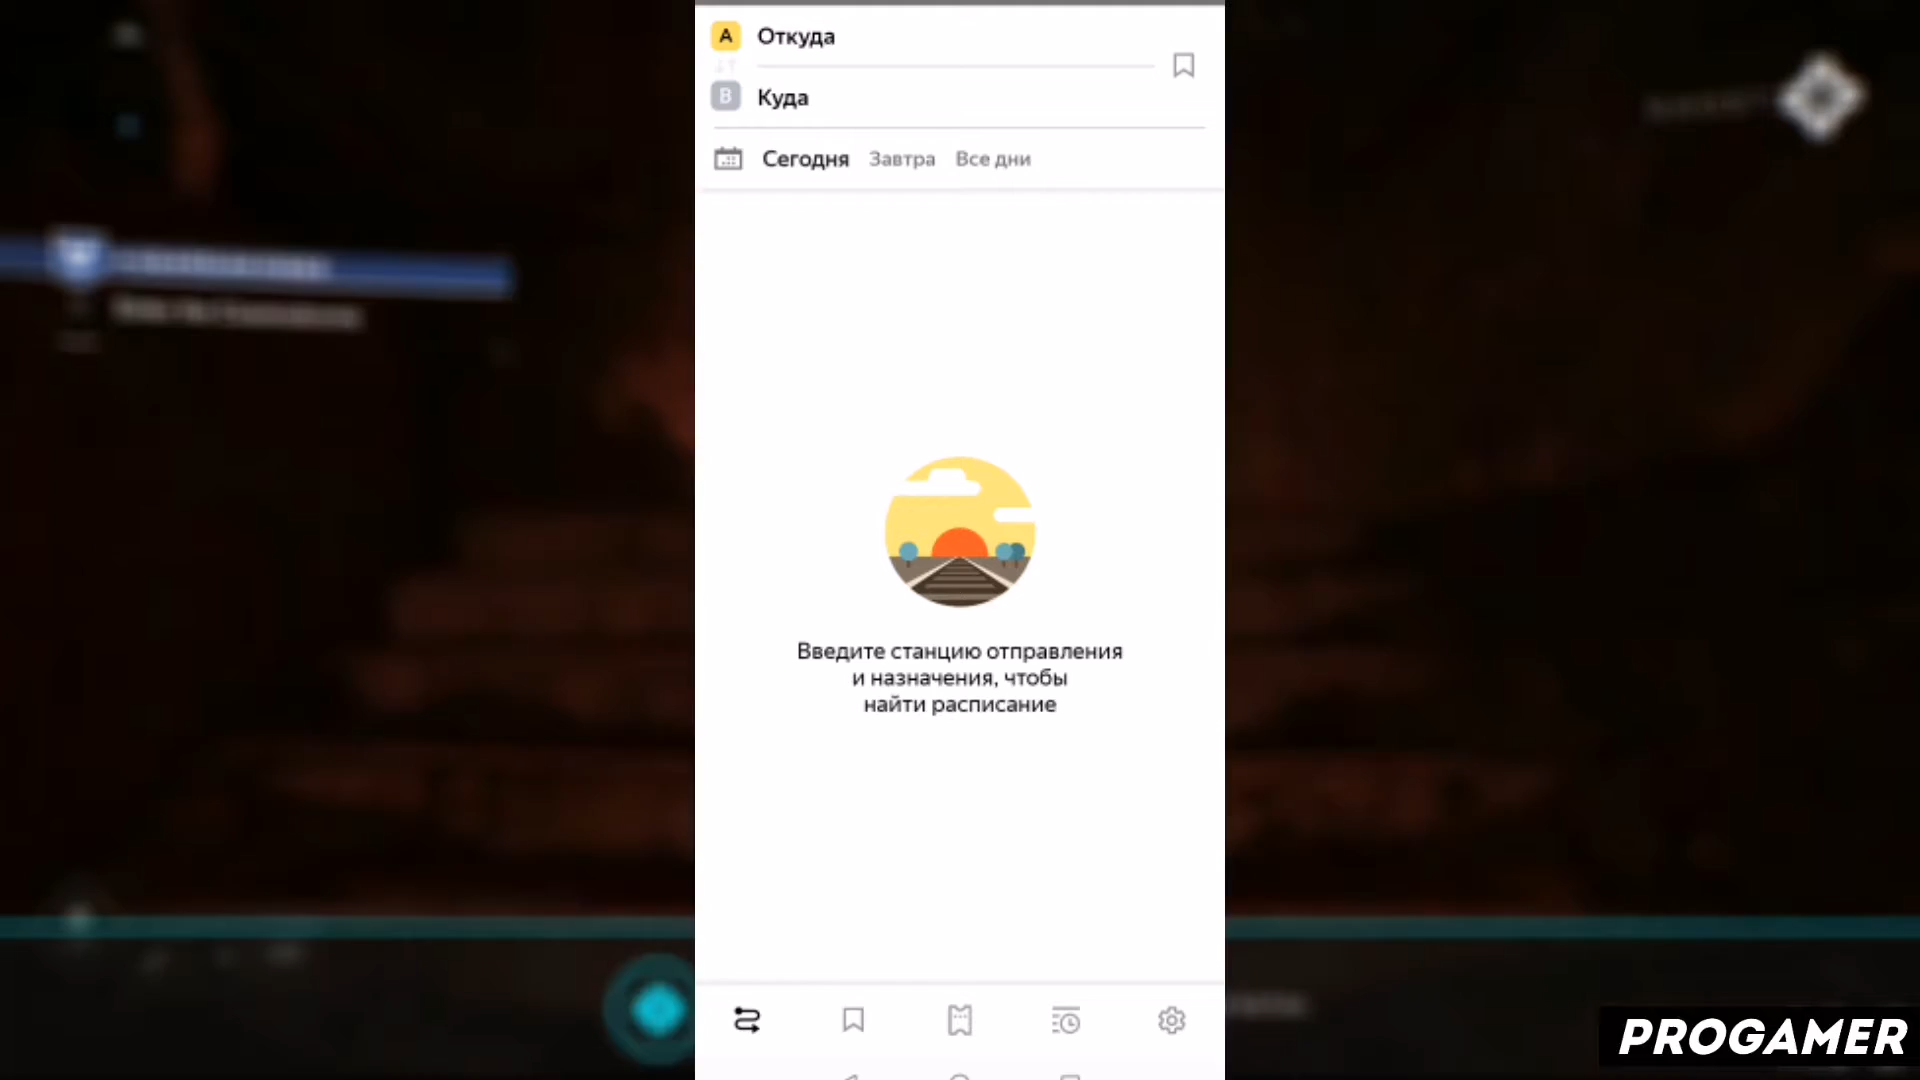 A Откуда
B Куда
Сегодня Завтра Все дни
Введите станцию отправления
и назначения, чтобы
найти расписание
PROGAMER